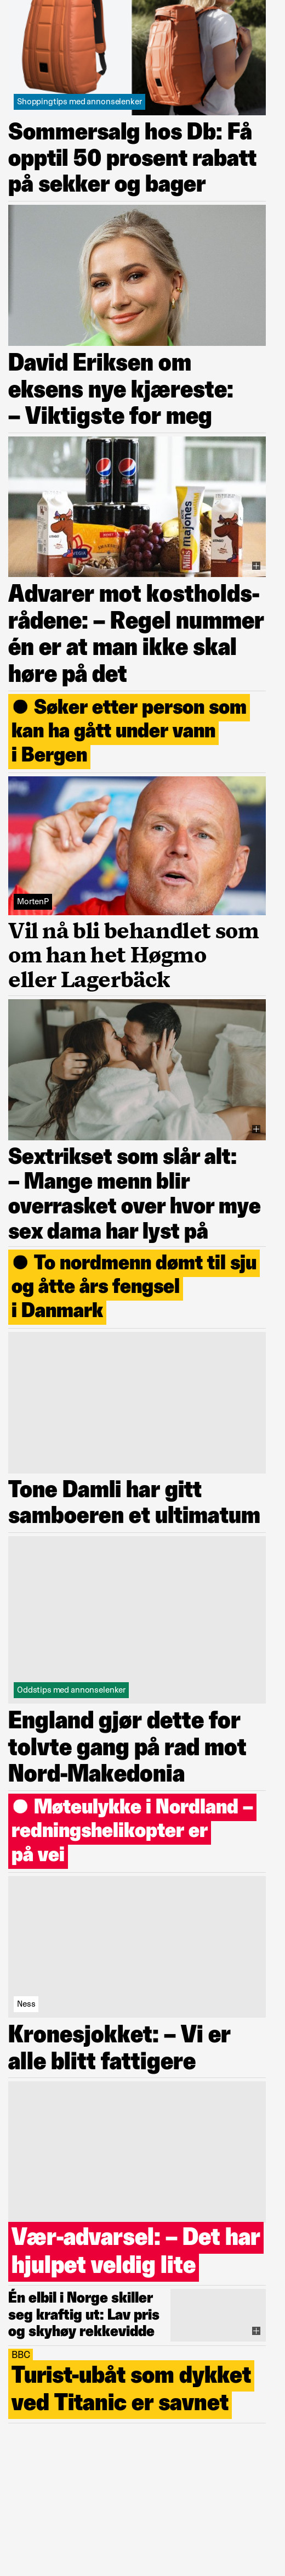 Shoppingtips med annonselenker
Sommersalg hos Db: Få
opptil 50 prosent rabatt
på sekker og bager
David Eriksen om
eksens nye kjæreste:
– Viktigste for meg
Mills majones
Advarer mot kostholds-
rådene: – Regel nummer
én er at man ikke skal
høre på det
Søker etter person som
kan ha gått under vann
i Bergen
MortenP
Vil nå bli behandlet som
om han het Høgmo
eller Lagerbäck
Sextrikset som slår alt:
– Mange menn blir
overrasket over hvor mye
sex dama har lyst på
To nordmenn dømt til sju
og åtte års fengsel
i Danmark
Tone Damli har gitt
samboeren et ultimatum
Oddstips med annonselenker
England gjør dette for
tolvte gang på rad mot
Nord-Makedonia
Møteulykke i Nordland –
redningshelikopter er
på vei
Ness
Kronesjokket: – Vi er
alle blitt fattigere
Vær-advarsel: – Det har
hjulpet veldig lite
Én elbil i Norge skiller
seg kraftig ut: Lav pris
og skyhøy rekkevidde
BBC
Turist-ubåt som dykket
ved Titanic er savnet